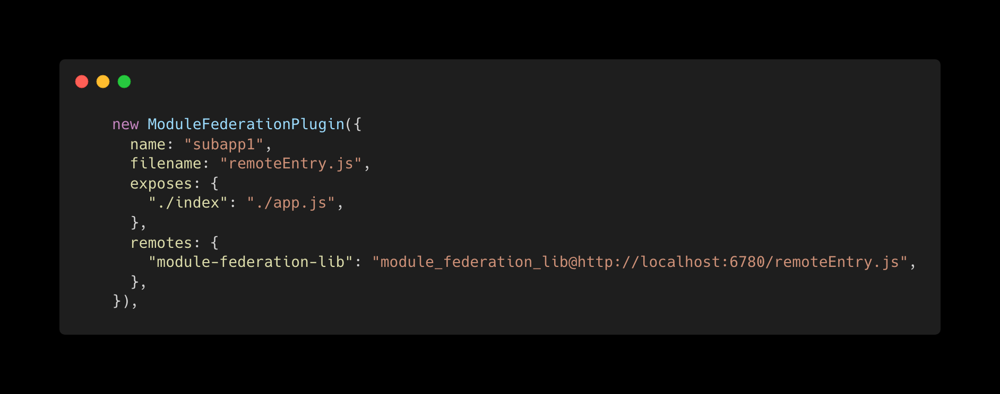 new ModuleFederationPlugin({
  name: "subapp1",
  filename: "remoteEntry.js",
  exposes: {
    "./index": "./app.js",
  },
  remotes: {
    "module-federation-lib": "module_federation_lib@http://localhost:6780/remoteEntry.js",
  },
}),